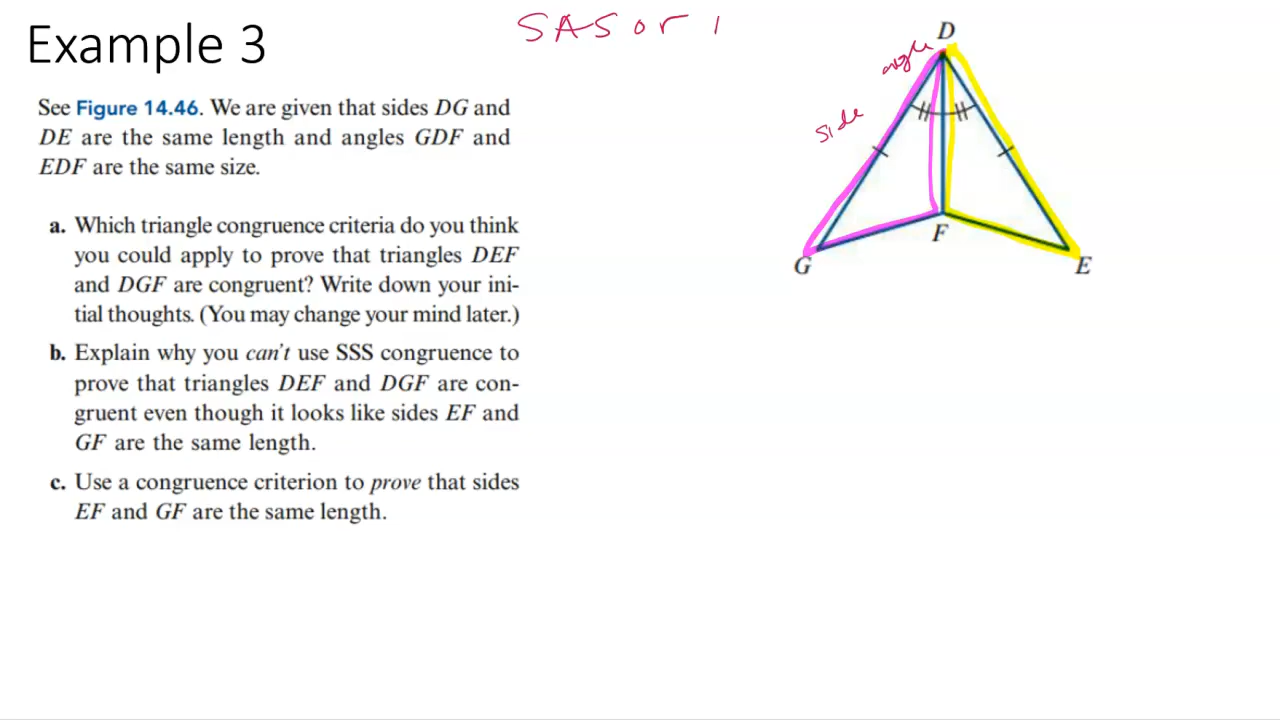 Example 3
SAS or
See Figure 14.46. We are given that sides DG and
DE are the same length and angles GDF and
EDF are the same size.
a. Which triangle congruence criteria do you think
you could apply to prove that triangles DEF
and DGF are congruent? Write down your ini-
tial thoughts. (You may change your mind later.)
b. Explain why you can't use SSS congruence to
prove that triangles DEF and DGF are con-
gruent even though it looks like sides EF and
GF are the same length.
c. Use a congruence criterion to prove that sides
EF and GF are the same length.
D
angle
side
F
G
E